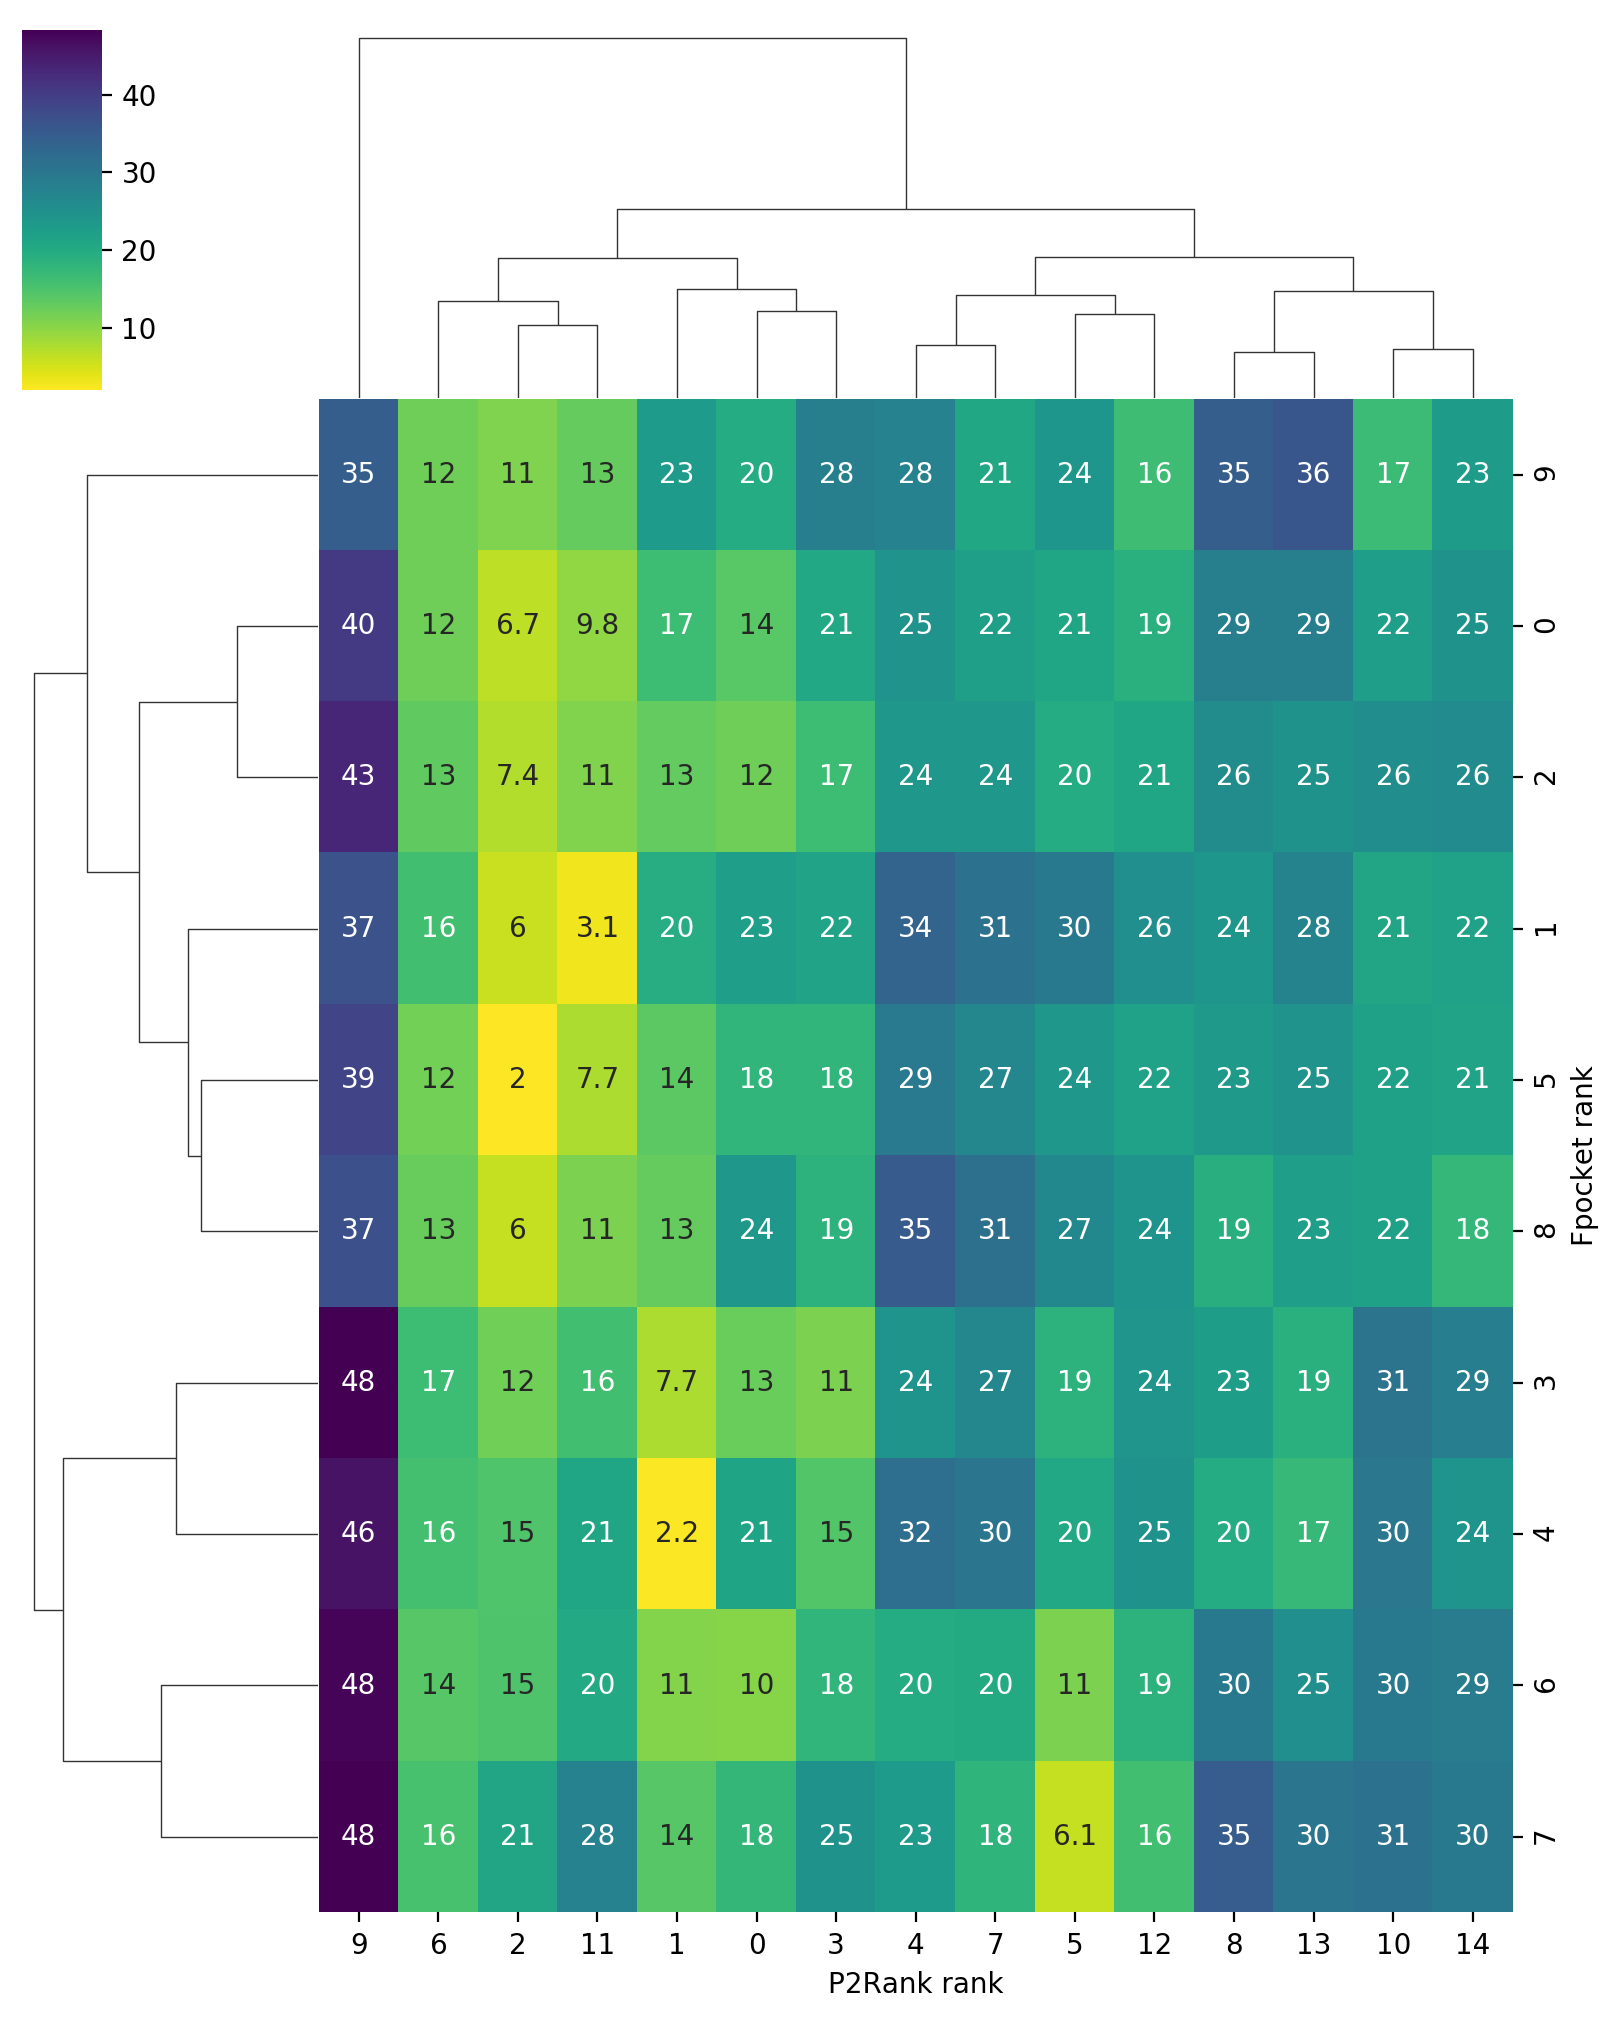 40
30
20
10
35 12 11 13 23 20 28 28 21 24 16 35 36 17 23 9
40 12 6.7 9.8 17 14 21 25 22 21 19 29 29 22 25 0
43 13 7.4 11 13 12 17 24 24 20 21 26 25 26 26 2
37 16 6 3.1 20 23 22 34 31 30 26 24 28 21 22 1
39 12 2 7.7 14 18 18 29 27 24 22 23 25 22 21 5
37 13 6 11 13 24 19 35 31 27 24 19 23 22 18 8
48 17 12 16 7.7 13 11 24 27 19 24 23 19 31 29 3
46 16 15 21 2.2 21 15 32 30 20 25 20 17 30 24 4
48 14 15 20 11 10 18 20 20 11 19 30 25 30 29 6
48 16 21 28 14 18 25 23 18 6.1 16 35 30 31 30 7
Fpocket rank
9 6 2 11 1 0 3 4 7 5 12 8 13 10 14
P2Rank rank